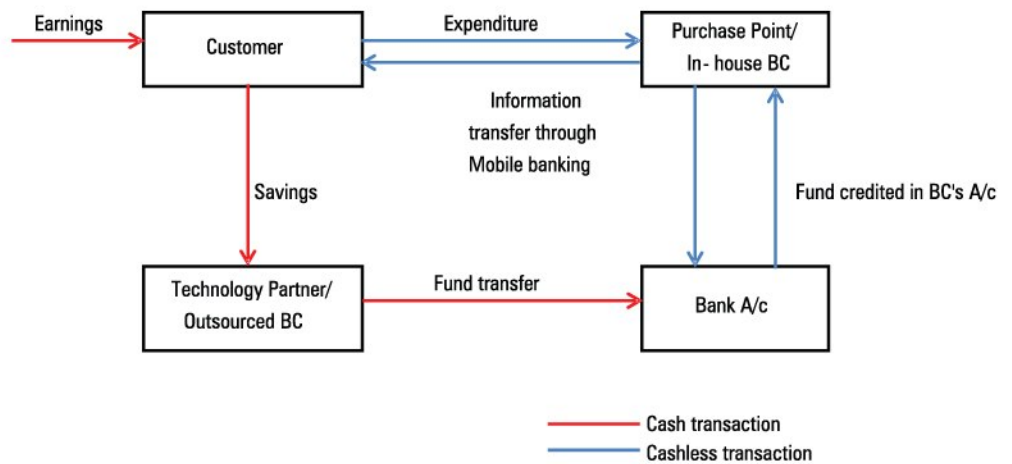 Earnings
Customer
Expenditure
Purchase Point/
In- house BC
Information
transfer through
Mobile banking
Savings
Fund credited in BC's A/c
Technology Partner/
Outsourced BC
Fund transfer
Bank A/c
Cash transaction
Cashless transaction